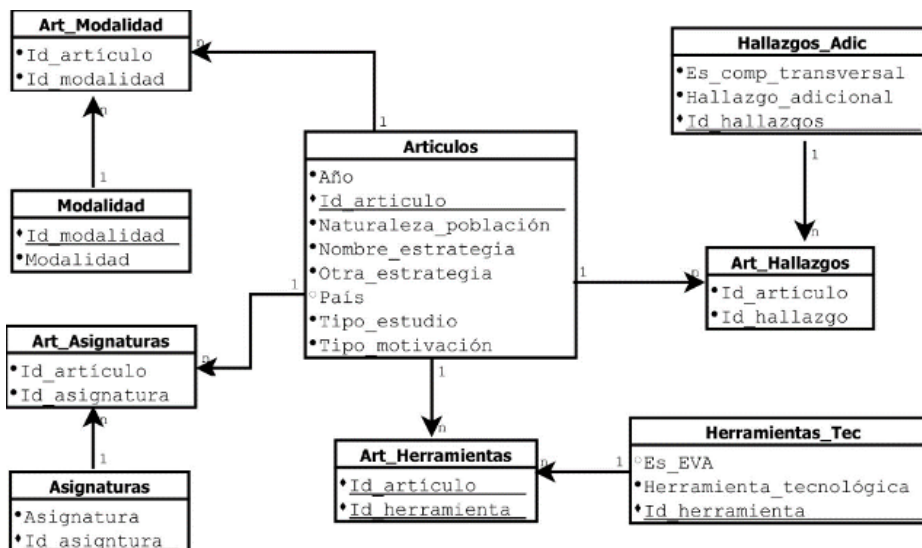 Art_Modalidad
Id_artículo
Id_modalidad
n
n
1
1
Modalidad
Id_modalidad
Modalidad
Articulos
Año
Id_articulo
Naturaleza_población
Nombre_estrategia
Otra_estrategia
País
Tipo_estudio
Tipo_motivación
Hallazgos_Adic
Es_comp_transversal
Hallazgo_adicional
Id_hallazgos
1
n
Art_Hallazgos
Id_articulo
Id_hallazgo
1
n
1
n
Art_Asignaturas
Id_artículo
Id_asignatura
n
1
Asignaturas
Asignatura
Id_asigntura
1
n
Art_Herramientas
Id_artículo
Id_herramienta
n
1
Herramientas_Tec
Es_EVA
Herramienta_tecnológica
Id_herramienta